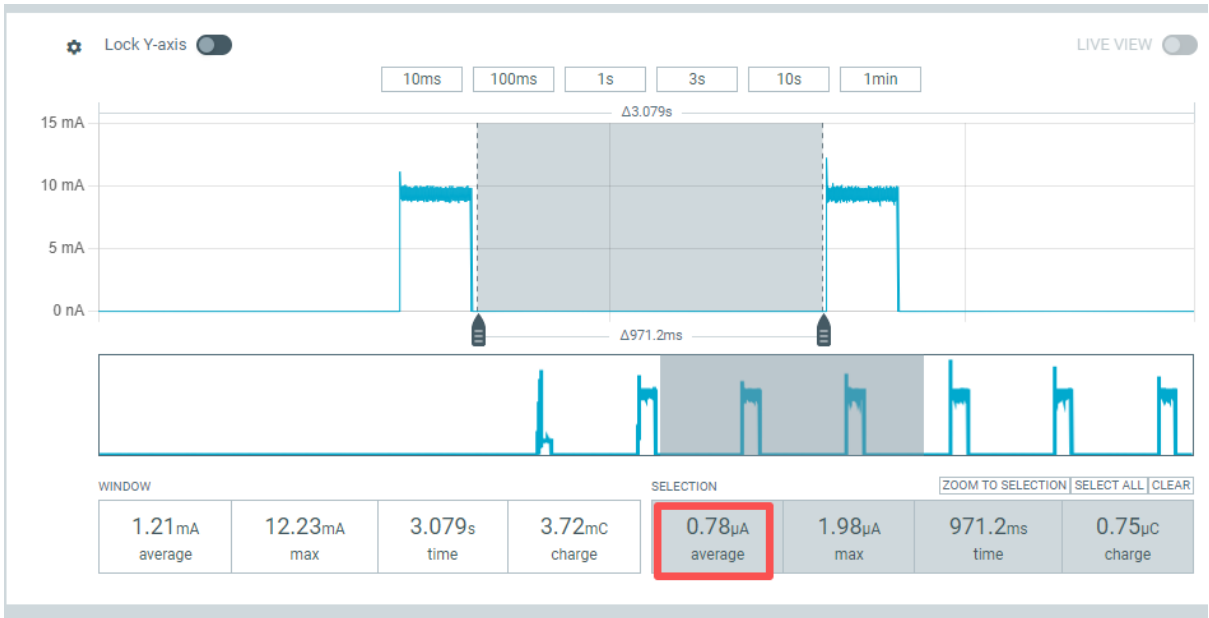 Lock Y-axis LIVE VIEW
10ms 100ms 1s 3s 10s 1min
Δ3.079s
15 mA
10 mA
5 mA
0 nA
Δ971.2ms
WINDOW SELECTION ZOOM TO SELECTION SELECT ALL CLEAR
1.21mA 12.23mA 3.079s 3.72mC 0.78µA 1.98µA 971.2ms 0.75µC
average max time charge average max time charge